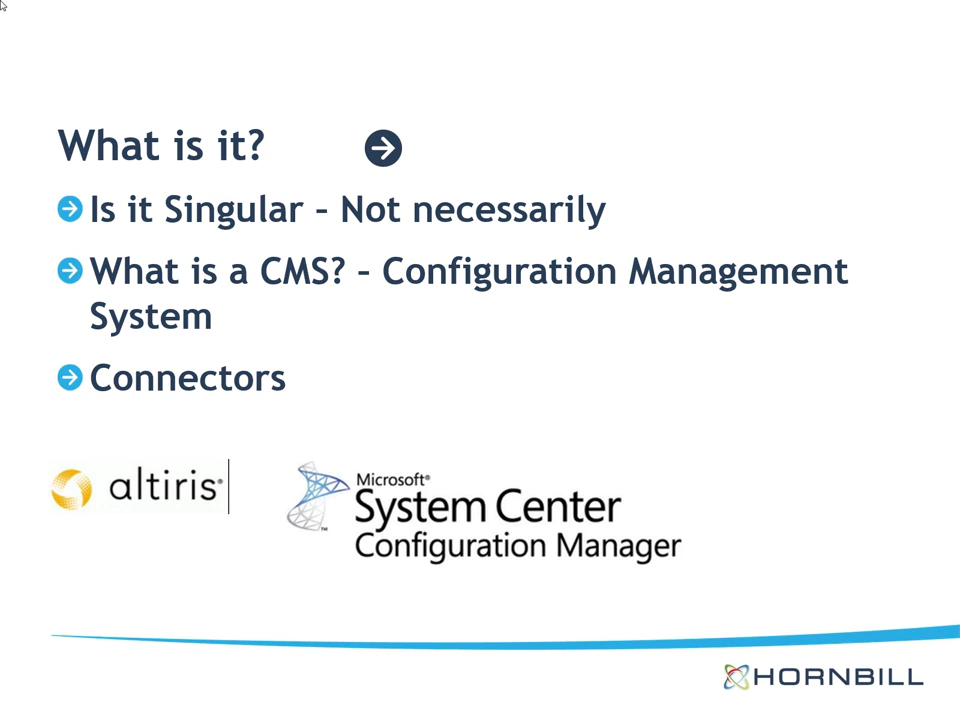 What is it?
Is it Singular – Not necessarily
What is a CMS? – Configuration Management
System
Connectors
altiris®
Microsoft®
System Center
™
Configuration Manager
HORNBILL